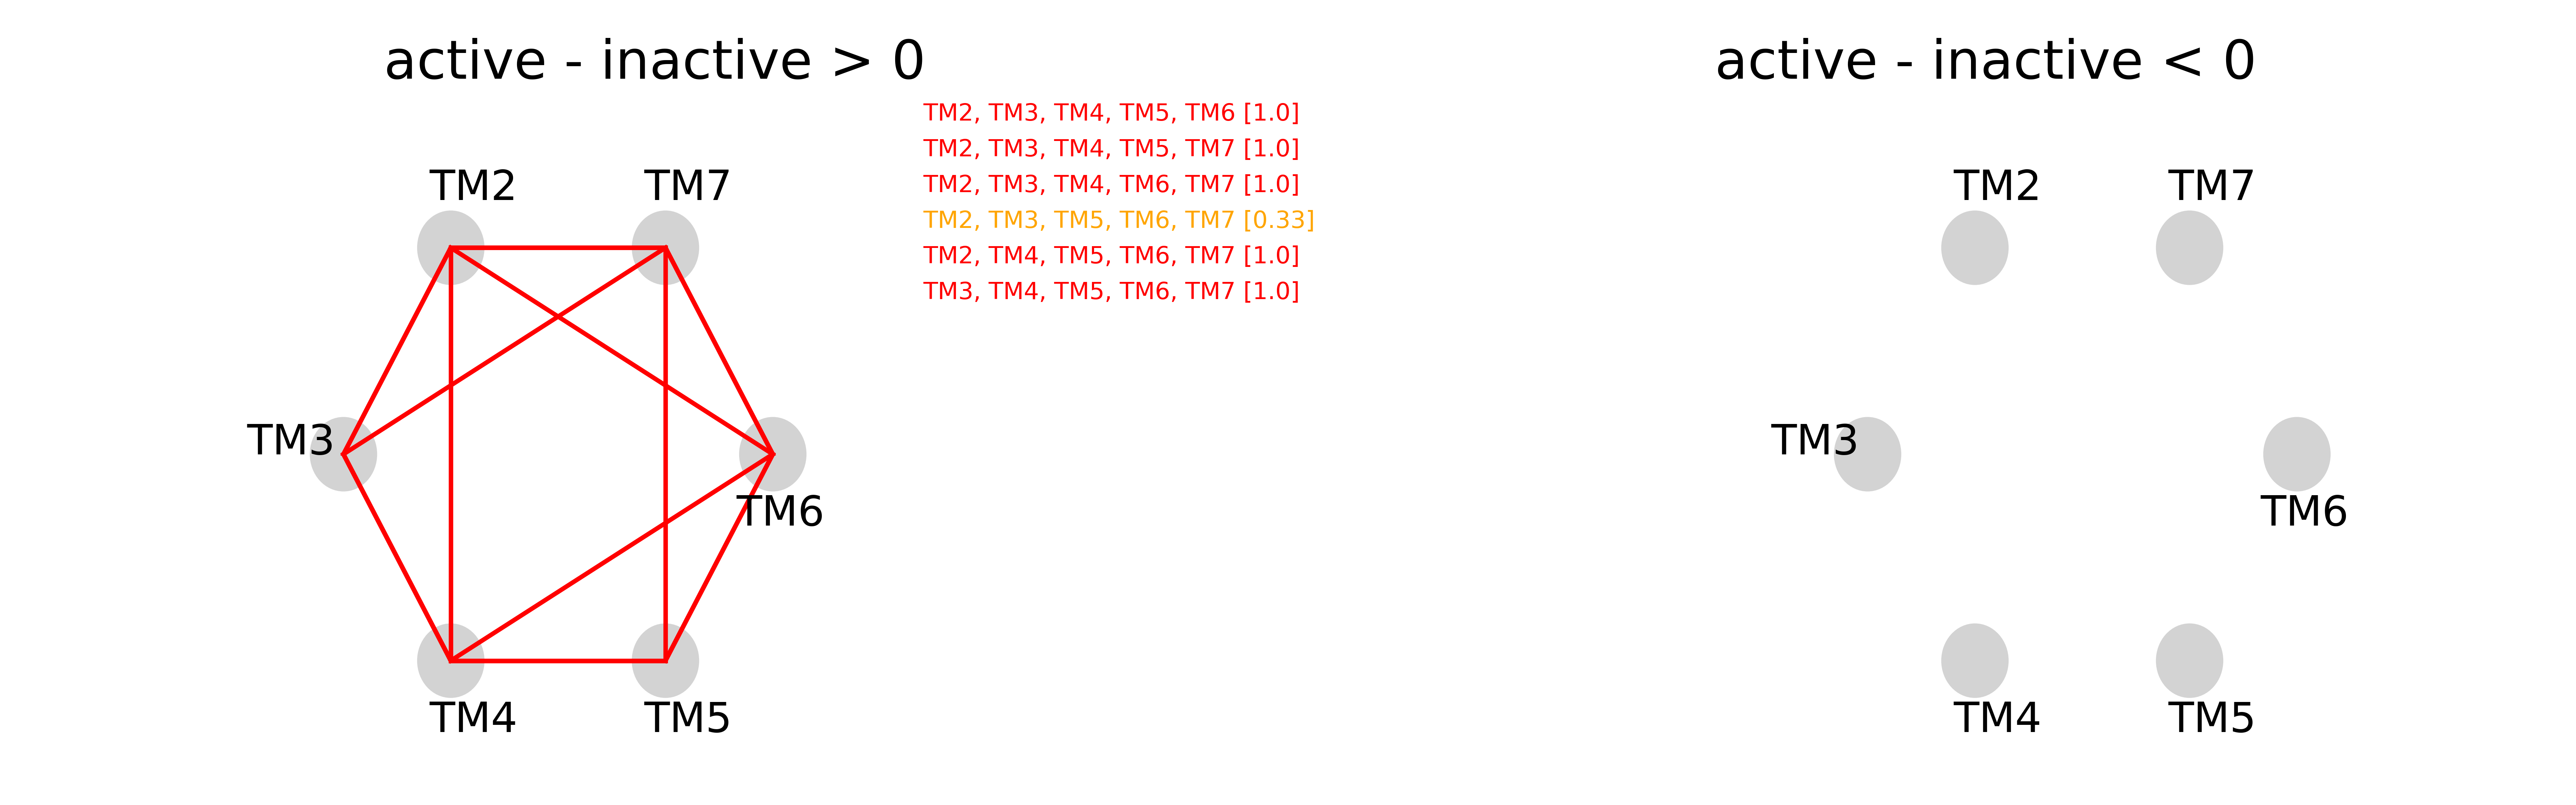 active - inactive > 0
TM2, TM3, TM4, TM5, TM6 [1.0]
TM2, TM3, TM4, TM5, TM7 [1.0]
TM2, TM3, TM4, TM6, TM7 [1.0]
TM2, TM3, TM5, TM6, TM7 [0.33]
TM2, TM4, TM5, TM6, TM7 [1.0]
TM3, TM4, TM5, TM6, TM7 [1.0]
TM2
TM7
TM3
TM6
TM4
TM5
active - inactive < 0
TM2
TM7
TM3
TM6
TM4
TM5